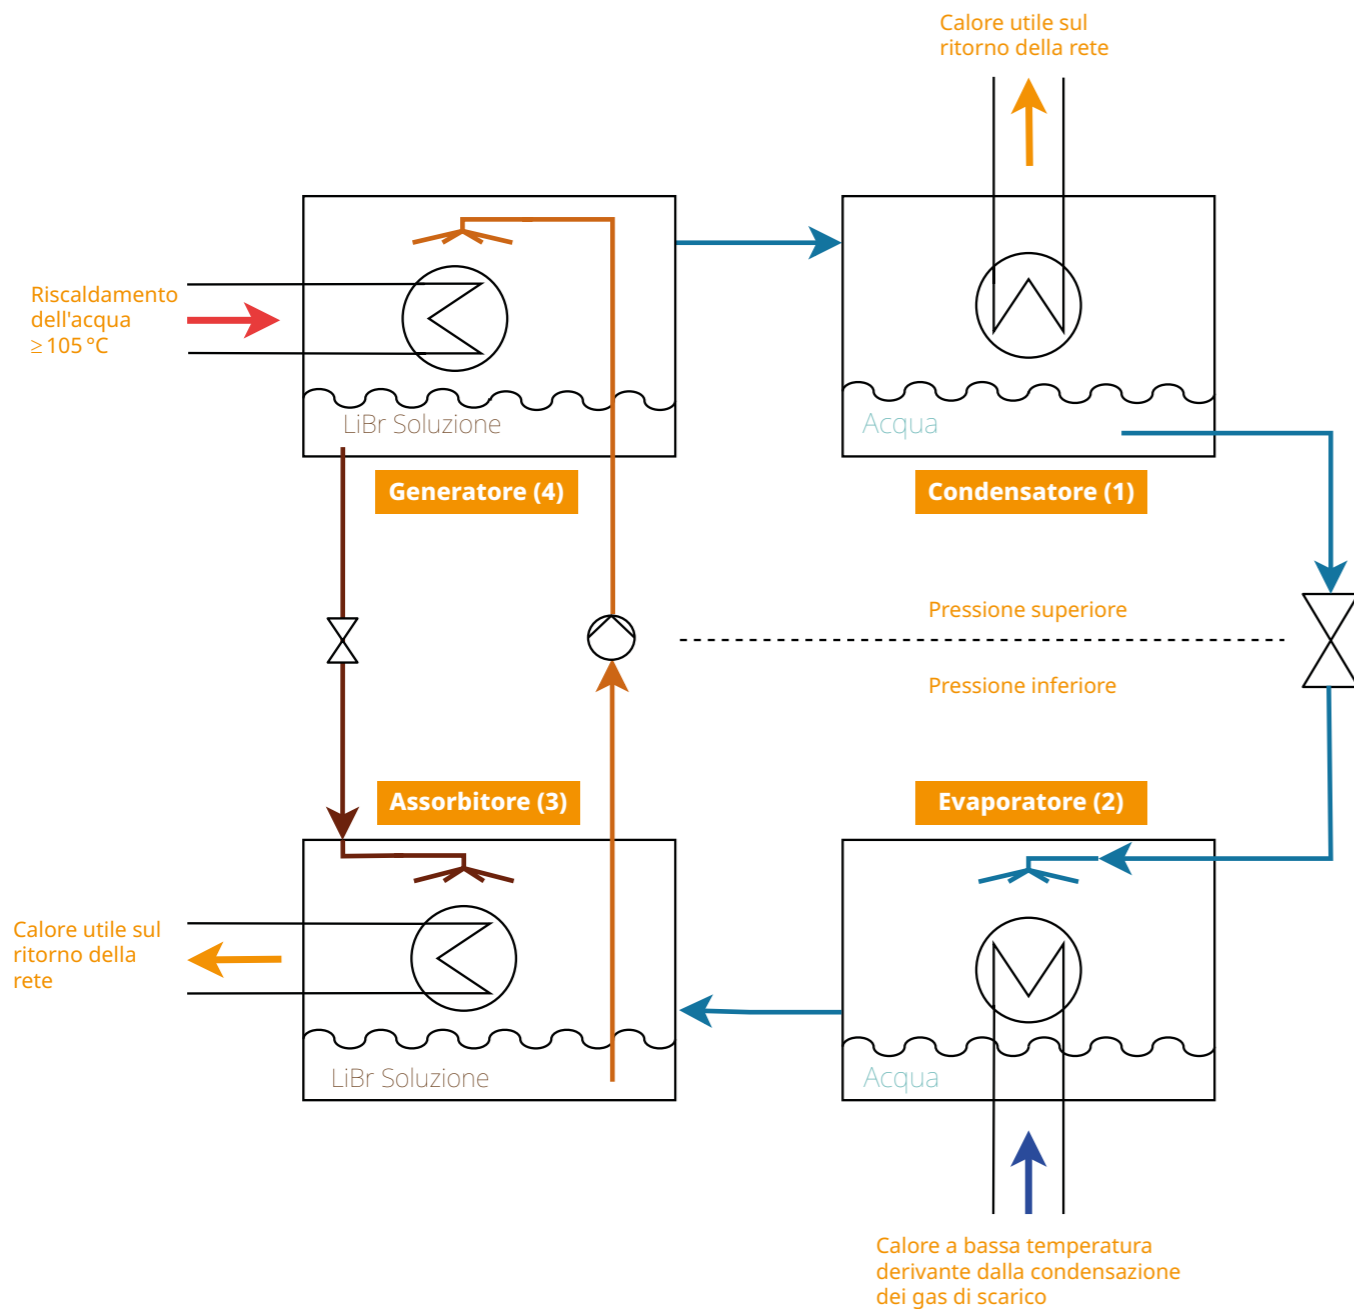 Calore utile sul
ritorno della rete
Riscaldamento
dell'acqua
≥ 105 °C
LiBr Soluzione
Acqua
Generatore (4)
Condensatore (1)
Pressione superiore
Pressione inferiore
Assorbitore (3)
Evaporatore (2)
Calore utile sul
ritorno della
rete
LiBr Soluzione
Acqua
Calore a bassa temperatura
derivante dalla condensazione
dei gas di scarico